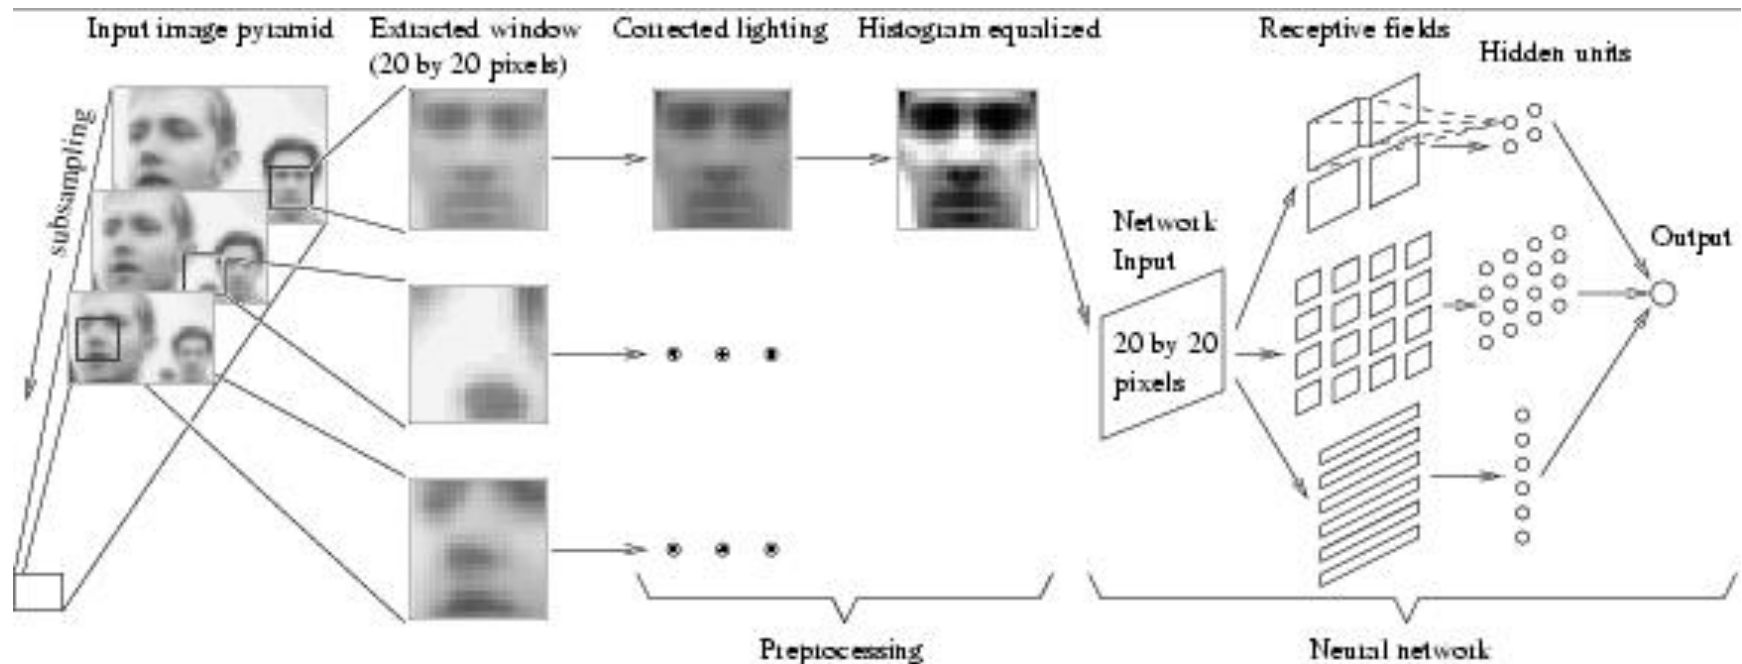 Input image pyramid
Extracted window
(20 by 20 pixels)
Corrected lighting
Histogram equalized
Receptive fields
Hidden units
subsampling
Network
Input
20 by 20
pixels
Output
Preprocessing
Neural network